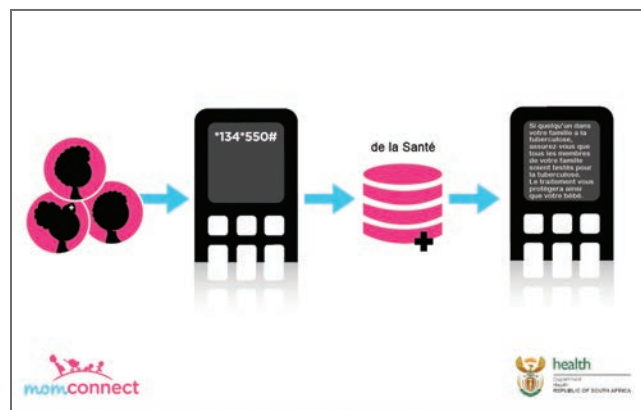 *134*550#
de la Santé
Si quelqu'un dans
votre famille a la
tuberculose,
assurez-vous que
tous les membres
de votre famille
soient testés pour
la tuberculose.
Le traitement vous
protégera ainsi
que votre bébé.
momconnect
health
Department:
Health
REPUBLIC OF SOUTH AFRICA